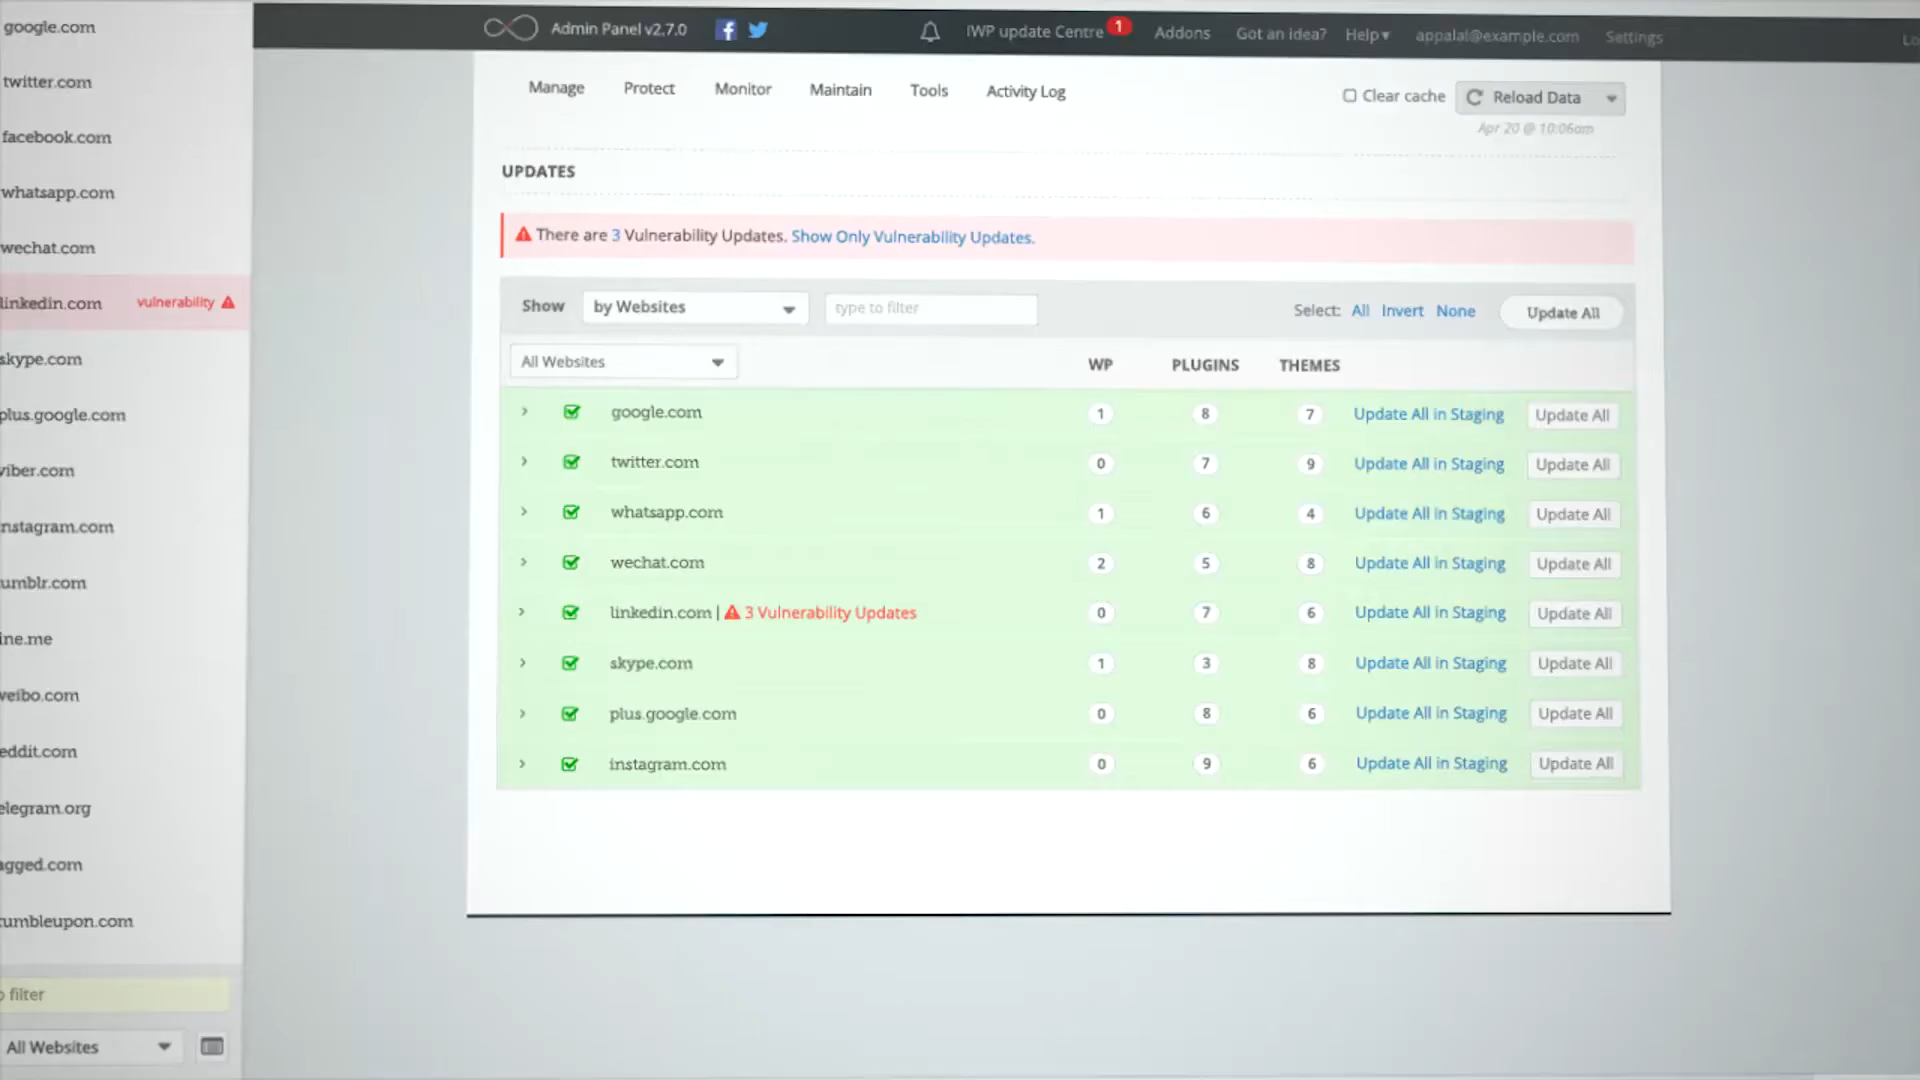 google.com
twitter.com
facebook.com
whatsapp.com
wechat.com
linkedin.com vulnerability
skype.com
plus.google.com
viber.com
instagram.com
tumblr.com
ine.me
weibo.com
eddit.com
elegram.org
agged.com
tumbleupon.com
filter
All Websites
Admin Panel v2.7.0
IWP update Centre 1
Addons
Got an idea?
Help
appalal@example.com
Settings
Lo
Manage Protect Monitor Maintain Tools Activity Log
Clear cache Reload Data
Apr 20 @ 10:06am
UPDATES
There are 3 Vulnerability Updates. Show Only Vulnerability Updates.
Show by Websites type to filter Select: All Invert None Update All
All Websites WP PLUGINS THEMES
google.com 1 8 7 Update All in Staging Update All
twitter.com 0 7 9 Update All in Staging Update All
whatsapp.com 1 6 4 Update All in Staging Update All
wechat.com 2 5 8 Update All in Staging Update All
linkedin.com | 3 Vulnerability Updates 0 7 6 Update All in Staging Update All
skype.com 1 3 8 Update All in Staging Update All
plus.google.com 0 8 6 Update All in Staging Update All
instagram.com 0 9 6 Update All in Staging Update All